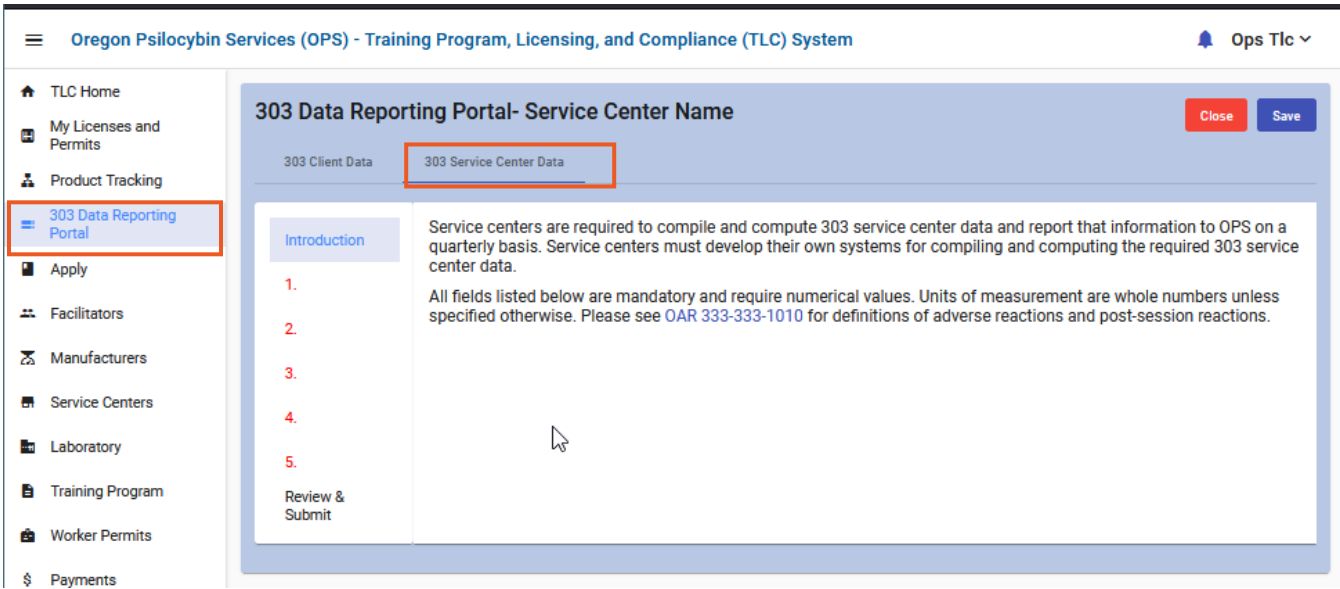 Oregon Psilocybin Services (OPS) - Training Program, Licensing, and Compliance (TLC) System
Ops Tlc
TLC Home
My Licenses and
Permits
Product Tracking
303 Data Reporting
Portal
Apply
Facilitators
Manufacturers
Service Centers
Laboratory
Training Program
Worker Permits
$ Payments
303 Data Reporting Portal- Service Center Name
Close
Save
303 Client Data
303 Service Center Data
Introduction
1.
2.
3.
4.
5.
Review &
Submit
Service centers are required to compile and compute 303 service center data and report that information to OPS on a
quarterly basis. Service centers must develop their own systems for compiling and computing the required 303 service
center data.
All fields listed below are mandatory and require numerical values. Units of measurement are whole numbers unless
specified otherwise. Please see OAR 333-333-1010 for definitions of adverse reactions and post-session reactions.